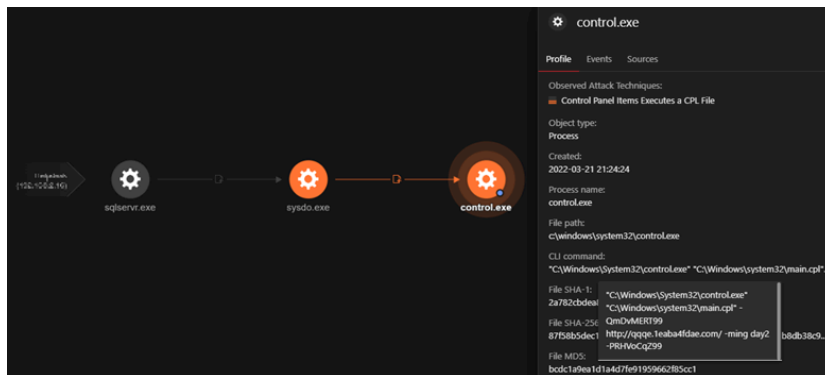 control.exe
Profile Events Sources
Observed Attack Techniques:
Control Panel Items Executes a CPL File
Object type:
Process
Created:
2022-03-21 21:24:24
Process name:
control.exe
File path:
c:\windows\system32\control.exe
CLI command:
"C:\Windows\System32\control.exe" "C:\Windows\system32\main.cpl"...
File SHA-1:
2a782cbdea
"C:\Windows\System32\control.exe"
"C:\Windows\system32\main.cpl" -
QmDvMERT99
http://qqqe.1eaba4fdae.com/ -ming day2
-PRHVoCqZ99
File SHA-256
87f58b5dec1 b8db38c9...
File MD5:
bcdc1a9ea1d1a4d7fe91959662f85cc1
sqlservr.exe
sysdo.exe
control.exe